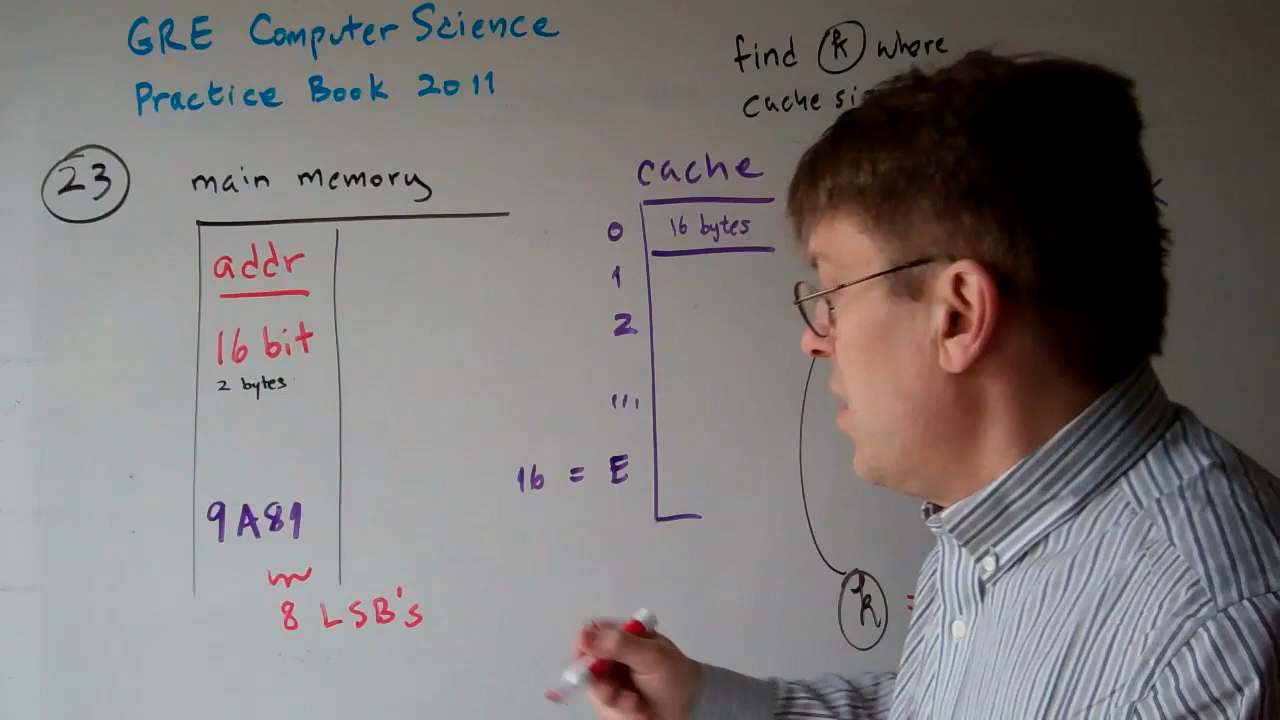 GRE Computer Science
Practice Book 2011
find k where
cache si
23
main memory
addr
16 bit
2 bytes
9A89
8 LSB's
cache
0
16 bytes
1
2
...
16 = E
k =